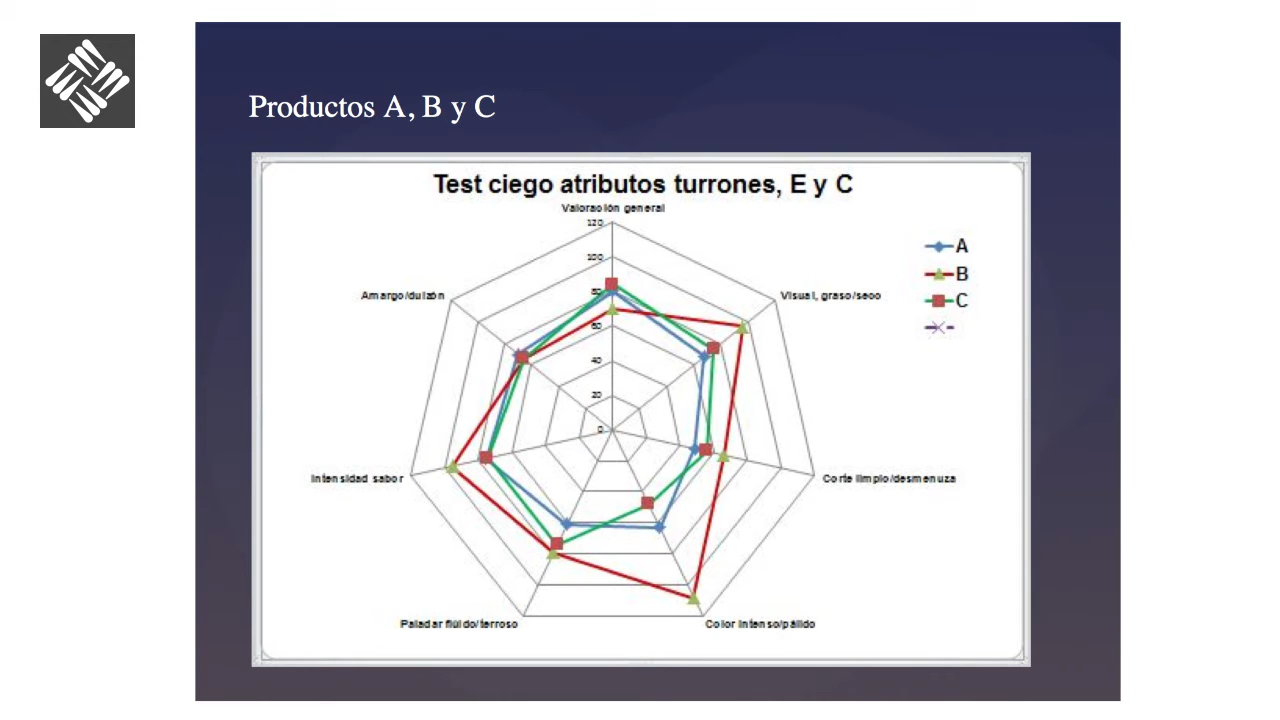 Productos A, B y C
Test ciego atributos turrones, E y C
Valoración general
120
100
80
60
40
20
0
Visual, graso/seco
Corte limpio/desmenuza
Color intenso/pálido
Paladar flúido/terroso
Intensidad sabor
Amargo/dulzón
A
B
C